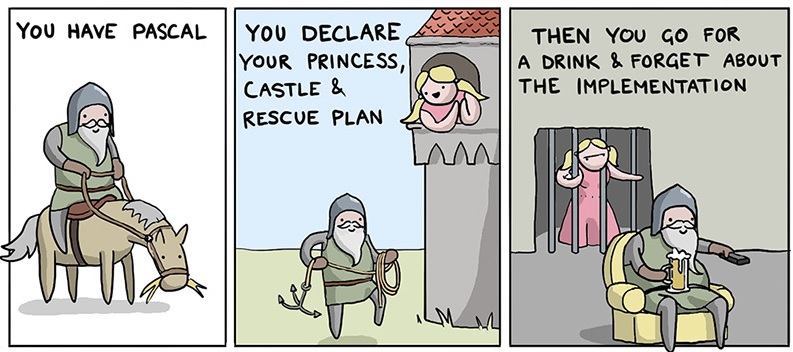 YOU HAVE PASCAL
YOU DECLARE
YOUR PRINCESS,
CASTLE &
RESCUE PLAN
THEN YOU GO FOR
A DRINK & FORGET ABOUT
THE IMPLEMENTATION